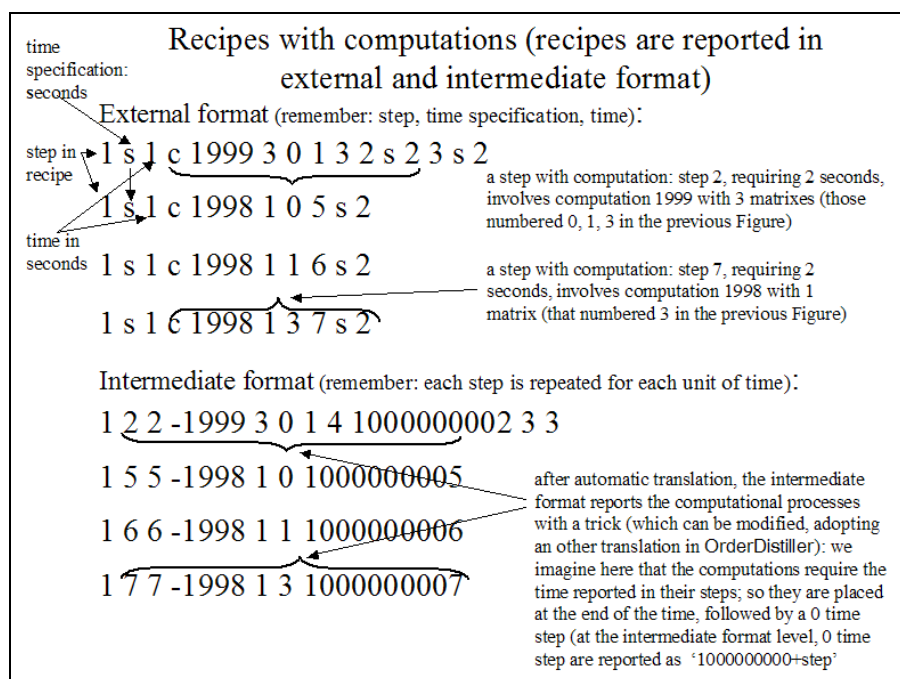 Recipes with computations (recipes are reported in
external and intermediate format)
time
specification:
seconds
External format (remember: step, time specification, time):
1 s 1 c 1999 3 0 1 3 2 s 2 3 s 2
step in
recipe
a step with computation: step 2, requiring 2 seconds,
involves computation 1999 with 3 matrixes (those
numbered 0, 1, 3 in the previous Figure)
1 s 1 c 1998 1 0 5 s 2
time in
seconds
1 s 1 c 1998 1 1 6 s 2
a step with computation: step 7, requiring 2
seconds, involves computation 1998 with 1
matrix (that numbered 3 in the previous Figure)
1 s 1 c 1998 1 3 7 s 2
Intermediate format (remember: each step is repeated for each unit of time):
1 2 2 -1999 3 0 1 4 1000000002 3 3
1 5 5 -1998 1 0 1000000005
1 6 6 -1998 1 1 1000000006
1 7 7 -1998 1 3 1000000007
after automatic translation, the intermediate
format reports the computational processes
with a trick (which can be modified, adopting
an other translation in OrderDistiller): we
imagine here that the computations require the
time reported in their steps; so they are placed
at the end of the time, followed by a 0 time
step (at the intermediate format level, 0 time
step are reported as ‘1000000000+step’